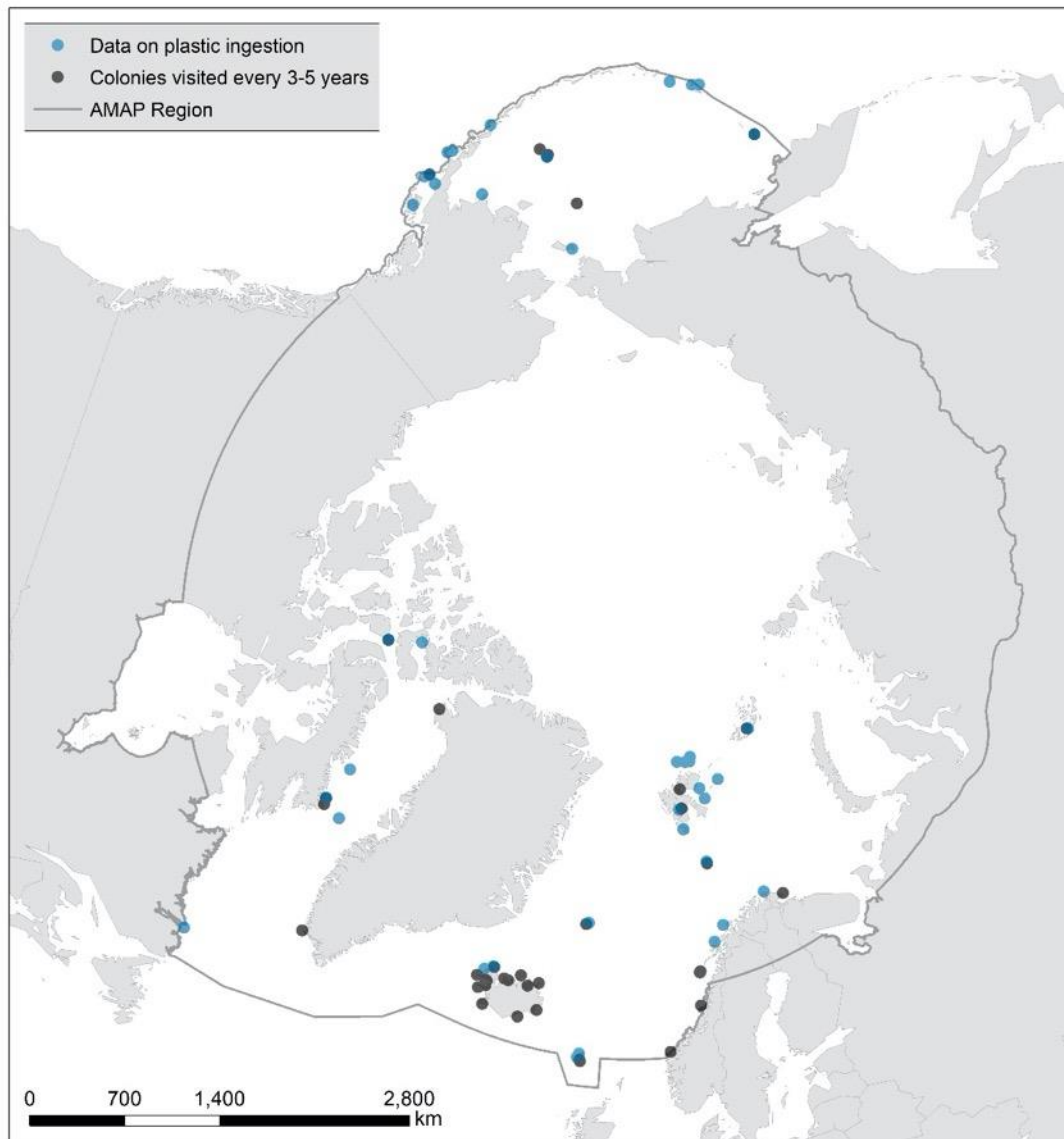 Data on plastic ingestion
Colonies visited every 3-5 years
AMAP Region
0 700 1,400 2,800
km